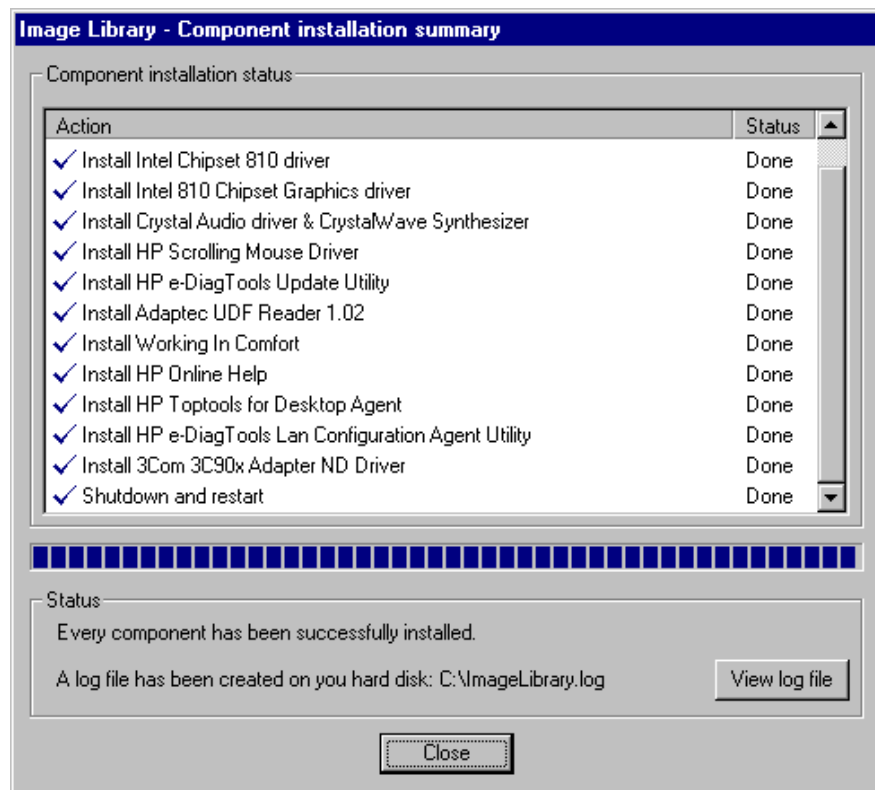 Image Library - Component installation summary
Component installation status
Action Status
Install Intel Chipset 810 driver Done
Install Intel 810 Chipset Graphics driver Done
Install Crystal Audio driver & CrystalWave Synthesizer Done
Install HP Scrolling Mouse Driver Done
Install HP e-DiagTools Update Utility Done
Install Adaptec UDF Reader 1.02 Done
Install Working In Comfort Done
Install HP Online Help Done
Install HP Toptools for Desktop Agent Done
Install HP e-DiagTools Lan Configuration Agent Utility Done
Install 3Com 3C90x Adapter ND Driver Done
Shutdown and restart Done
Status
Every component has been successfully installed.
A log file has been created on you hard disk: C:\ImageLibrary.log View log file
Close